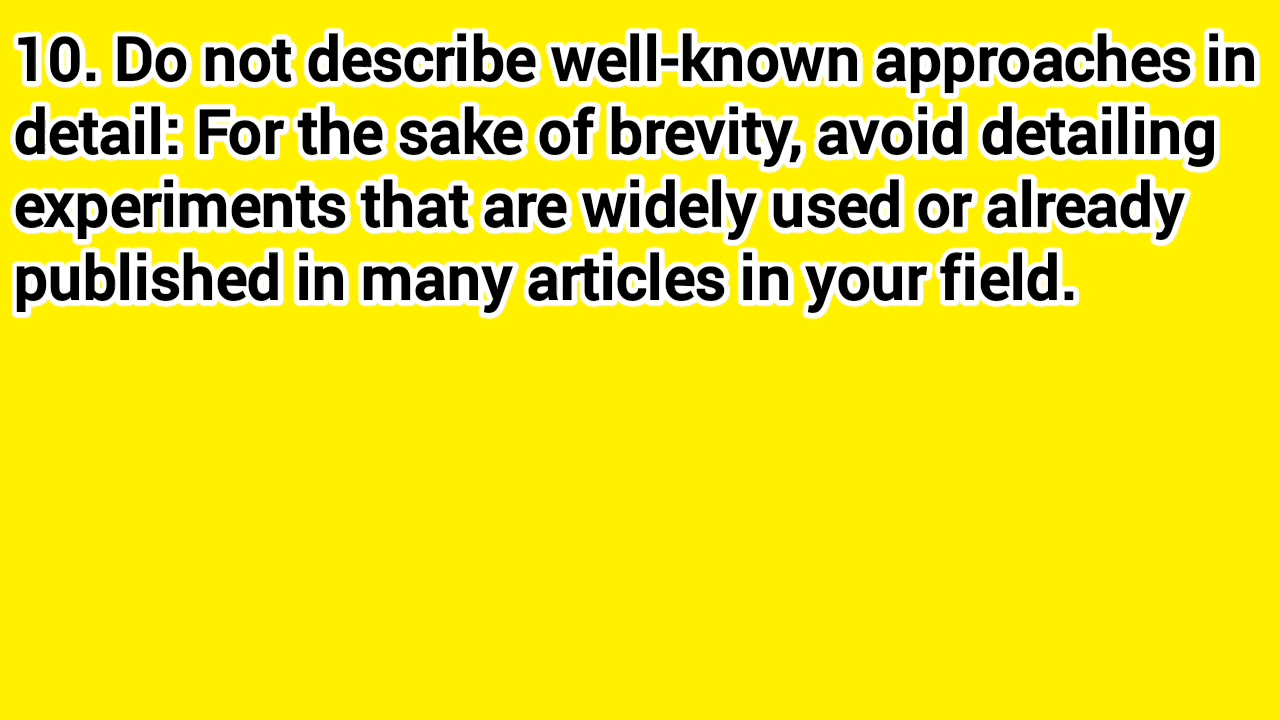 10. Do not describe well-known approaches in
detail: For the sake of brevity, avoid detailing
experiments that are widely used or already
published in many articles in your field.